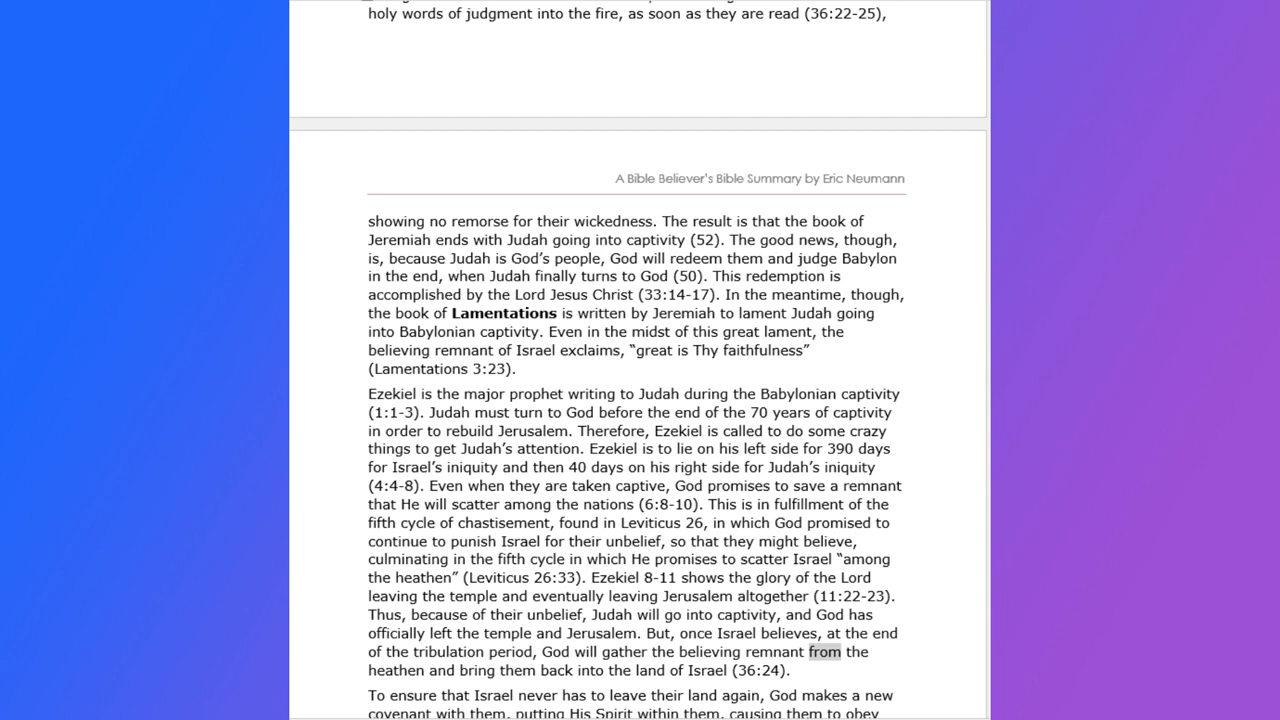 holy words of judgment into the fire, as soon as they are read (36:22-25),
A Bible Believer's Bible Summary by Eric Neumann
showing no remorse for their wickedness. The result is that the book of
Jeremiah ends with Judah going into captivity (52). The good news, though,
is, because Judah is God’s people, God will redeem them and judge Babylon
in the end, when Judah finally turns to God (50). This redemption is
accomplished by the Lord Jesus Christ (33:14-17). In the meantime, though,
the book of Lamentations is written by Jeremiah to lament Judah going
into Babylonian captivity. Even in the midst of this great lament, the
believing remnant of Israel exclaims, “great is Thy faithfulness”
(Lamentations 3:23).
Ezekiel is the major prophet writing to Judah during the Babylonian captivity
(1:1-3). Judah must turn to God before the end of the 70 years of captivity
in order to rebuild Jerusalem. Therefore, Ezekiel is called to do some crazy
things to get Judah’s attention. Ezekiel is to lie on his left side for 390 days
for Israel’s iniquity and then 40 days on his right side for Judah’s iniquity
(4:4-8). Even when they are taken captive, God promises to save a remnant
that He will scatter among the nations (6:8-10). This is in fulfillment of the
fifth cycle of chastisement, found in Leviticus 26, in which God promised to
continue to punish Israel for their unbelief, so that they might believe,
culminating in the fifth cycle in which He promises to scatter Israel “among
the heathen” (Leviticus 26:33). Ezekiel 8-11 shows the glory of the Lord
leaving the temple and eventually leaving Jerusalem altogether (11:22-23).
Thus, because of their unbelief, Judah will go into captivity, and God has
officially left the temple and Jerusalem. But, once Israel believes, at the end
of the tribulation period, God will gather the believing remnant from the
heathen and bring them back into the land of Israel (36:24).
To ensure that Israel never has to leave their land again, God makes a new
covenant with them, putting His Spirit within them, causing them to obey